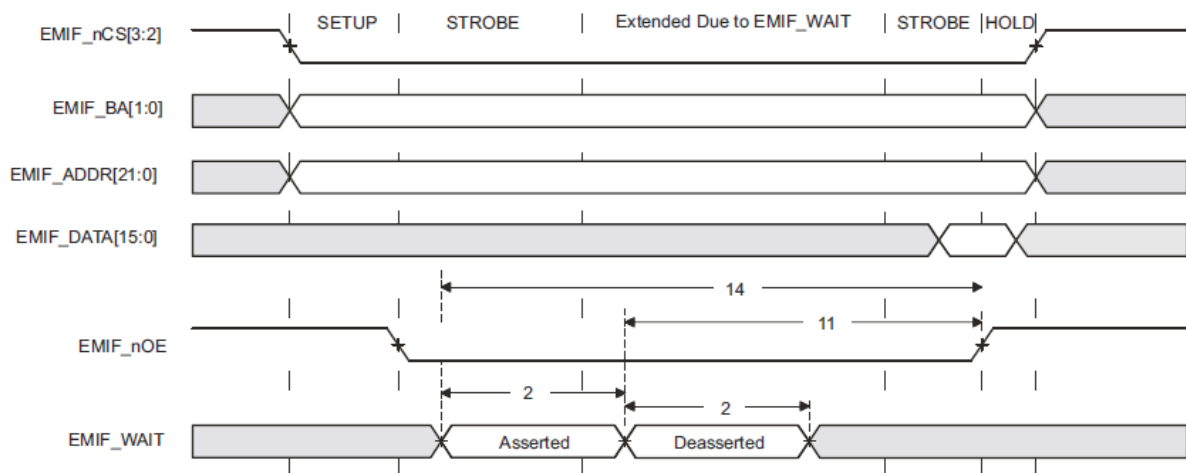 SETUP STROBE Extended Due to EMIF_WAIT STROBE HOLD
EMIF_nCS[3:2]
EMIF_BA[1:0]
EMIF_ADDR[21:0]
EMIF_DATA[15:0]
14
11
EMIF_nOE
2
2
EMIF_WAIT Asserted Deasserted